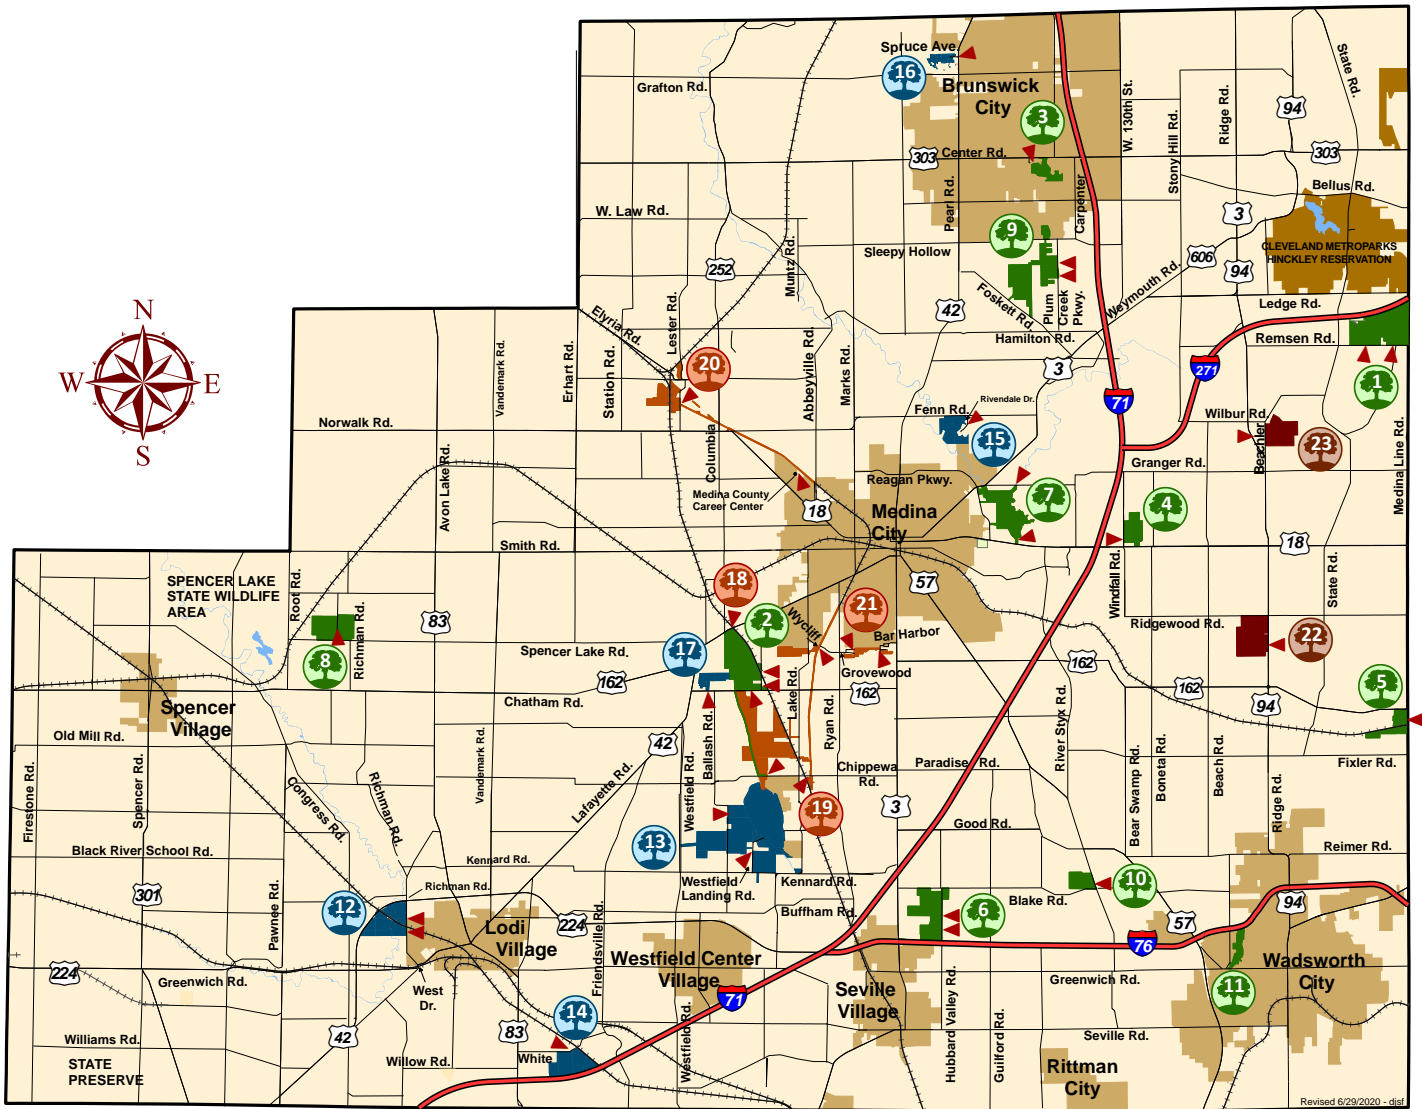 Spruce Ave.
16
Grafton Rd.
Brunswick
City
3
W. 130th St.
Stony Hill Rd.
Ridge Rd.
94
State Rd.
303
Center Rd.
303
Bellus Rd.
Pearl Rd.
Carpenter
W. Law Rd.
Muntz Rd.
252
Sleepy Hollow
9
3
606
94
CLEVELAND METROPARKS
HINCKLEY RESERVATION
Weymouth Rd.
Foskett Rd.
Plum
Creek
Pkwy.
Hamilton Rd.
42
Ledge Rd.
Remsen Rd.
N
W
E
S
Elyria Rd.
Lester Rd.
Station Rd.
Erhart Rd.
Vandemark Rd.
Abbeyville Rd.
Marks Rd.
20
3
271
1
71
Norwalk Rd.
Fenn Rd.
Rivendale Dr.
15
Wilbur Rd.
Beachler
23
Medina Line Rd.
Avon Lake Rd.
Columbia
Medina County
Career Center
Reagan Pkwy.
Granger Rd.
7
4
18
Medina
City
Smith Rd.
18
57
Windfall Rd.
State Rd.
SPENCER LAKE
STATE WILDLIFE
AREA
Root Rd.
Richman Rd.
8
83
18
2
Wycliff
21
Bar Harbor
Grovewood
Ridgewood Rd.
22
Spencer Lake Rd.
17
162
162
162
162
5
94
Spencer
Village
Chatham Rd.
Old Mill Rd.
42
Ballash Rd.
Lake Rd.
Ryan Rd.
River Styx Rd.
Bear Swamp Rd.
Boneta Rd.
Beach Rd.
Ridge Rd.
Fixler Rd.
Firestone Rd.
Spencer Rd.
Congress Rd.
Richman Rd.
Vandemark Rd.
Lafayette Rd.
Westfield Rd.
Chippewa
Rd.
Paradise Rd.
3
19
13
Good Rd.
Black River School Rd.
Kennard Rd.
Reimer Rd.
301
Pawnee Rd.
12
Richman Rd.
Westfield
Landing Rd.
Kennard Rd.
Buffham Rd.
10
6
Blake Rd.
94
57
76
Lodi
Village
224
Friendsville Rd.
Westfield Center
Village
71
Seville
Village
Hubbard Valley Rd.
Guilford Rd.
Greenwich Rd.
11
Wadsworth
City
224
Greenwich Rd.
West
Dr.
14
42
83
Williams Rd.
Willow Rd.
White
Westfield Rd.
Seville Rd.
STATE
PRESERVE
Rittman
City
Revised 6/29/2020 - djsf